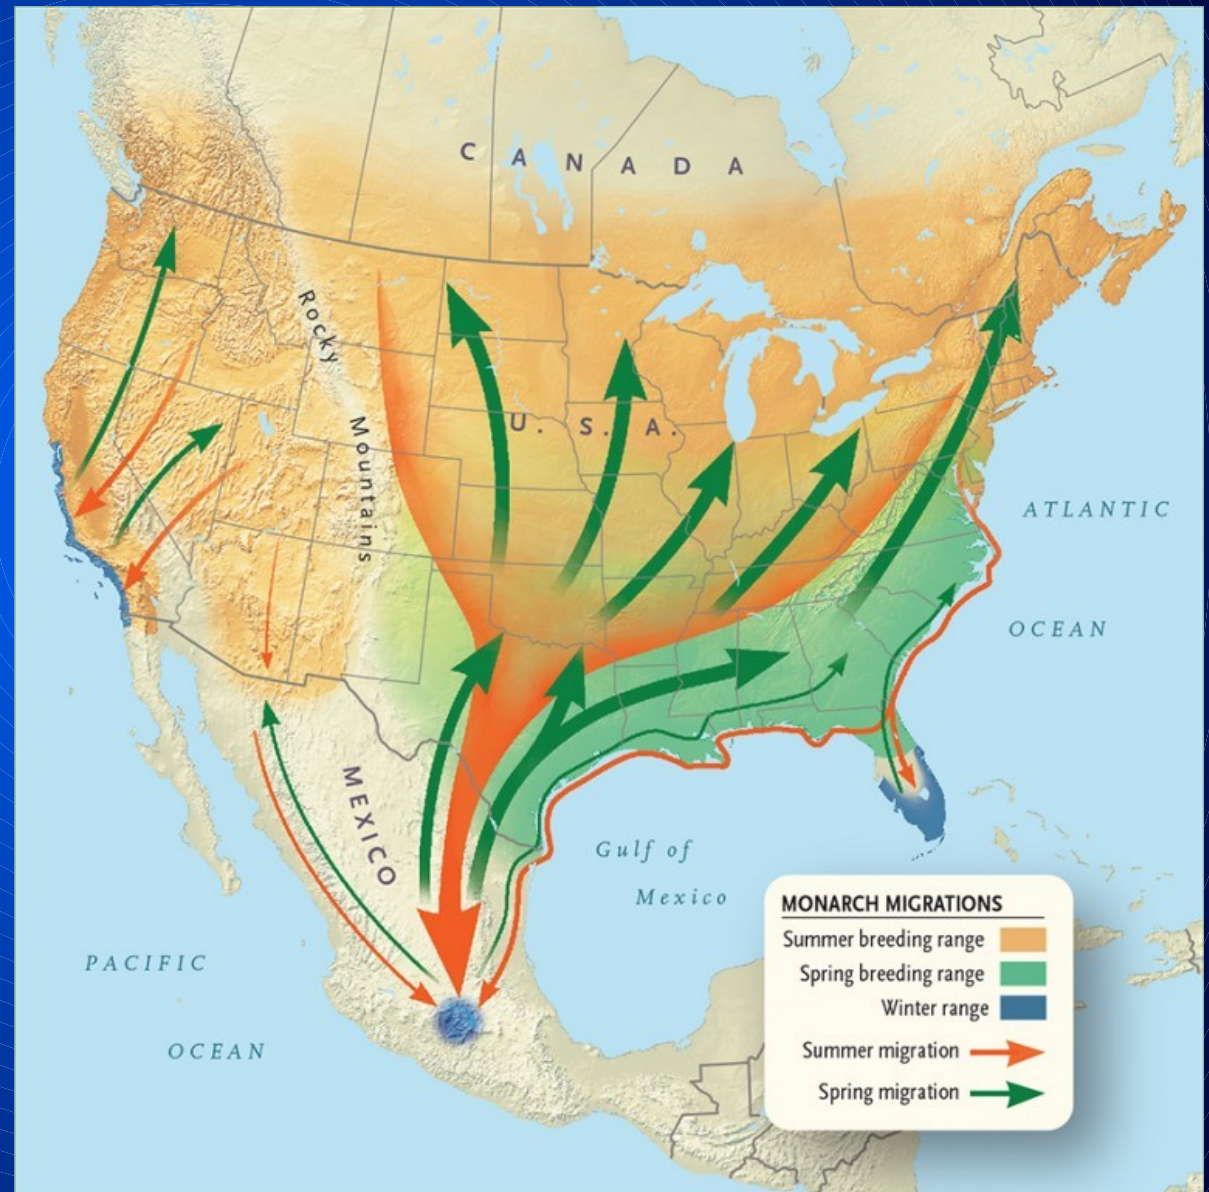 C A N A D A
Rocky
Mountains
U. S. A.
ATLANTIC
OCEAN
MEXICO
Gulf of
Mexico
PACIFIC
OCEAN
MONARCH MIGRATIONS
Summer breeding range
Spring breeding range
Winter range
Summer migration
Spring migration